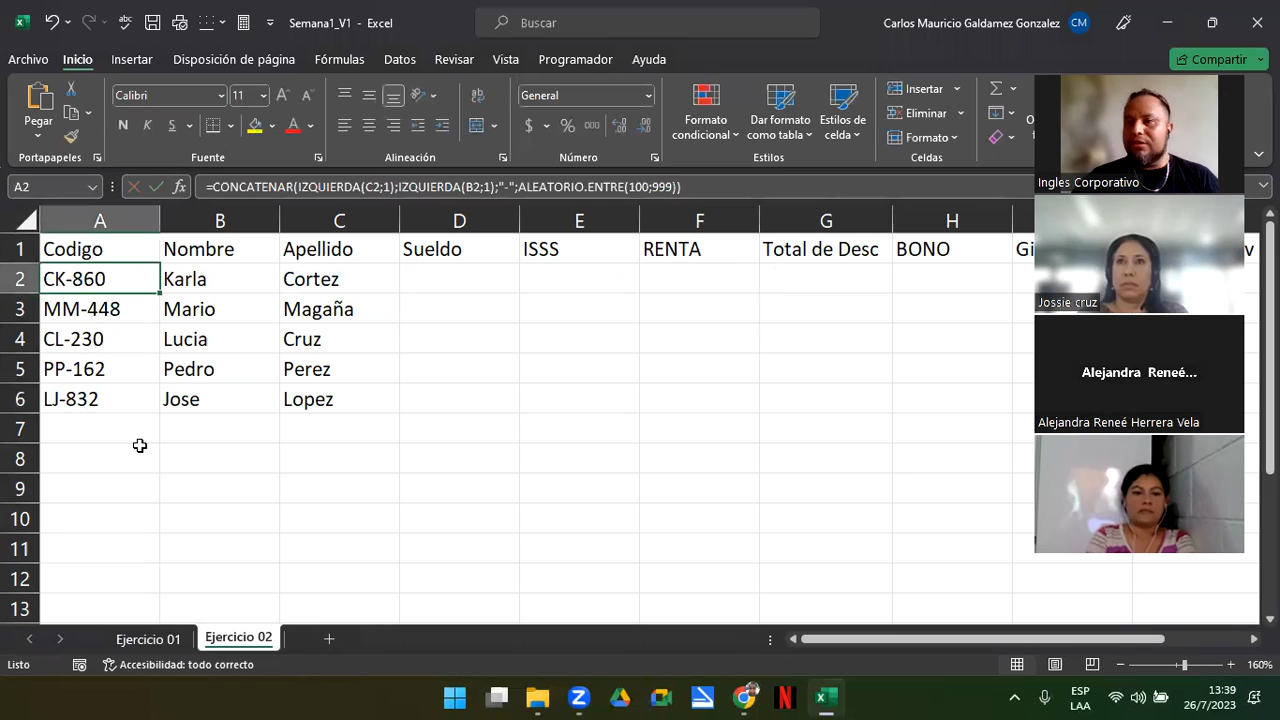 Semana1_V1 - Excel
Buscar
Carlos Mauricio Galdamez Gonzalez
CM
Archivo Inicio Insertar Disposición de página Fórmulas Datos Revisar Vista Programador Ayuda
Compartir
Pegar
Calibri
11
N K S
General
$ % 000
Formato condicional
Dar formato como tabla
Estilos de celda
Insertar
Eliminar
Formato
Portapapeles
Fuente
Alineación
Número
Estilos
Celdas
A2
fx
=CONCATENAR(IZQUIERDA(C2;1);IZQUIERDA(B2;1);"-";ALEATORIO.ENTRE(100;999))
A B C D E F G H
1 Codigo Nombre Apellido Sueldo ISSS RENTA Total de Desc BONO
2 CK-860 Karla Cortez
3 MM-448 Mario Magaña
4 CL-230 Lucia Cruz
5 PP-162 Pedro Perez
6 LJ-832 Jose Lopez
7
8
9
10
11
12
13
Ingles Corporativo
Jossie cruz
Alejandra Reneé...
Alejandra Reneé Herrera Vela
Ejercicio 01
Ejercicio 02
Listo
Accesibilidad: todo correcto
160%
ESP
LAA
13:39
26/7/2023